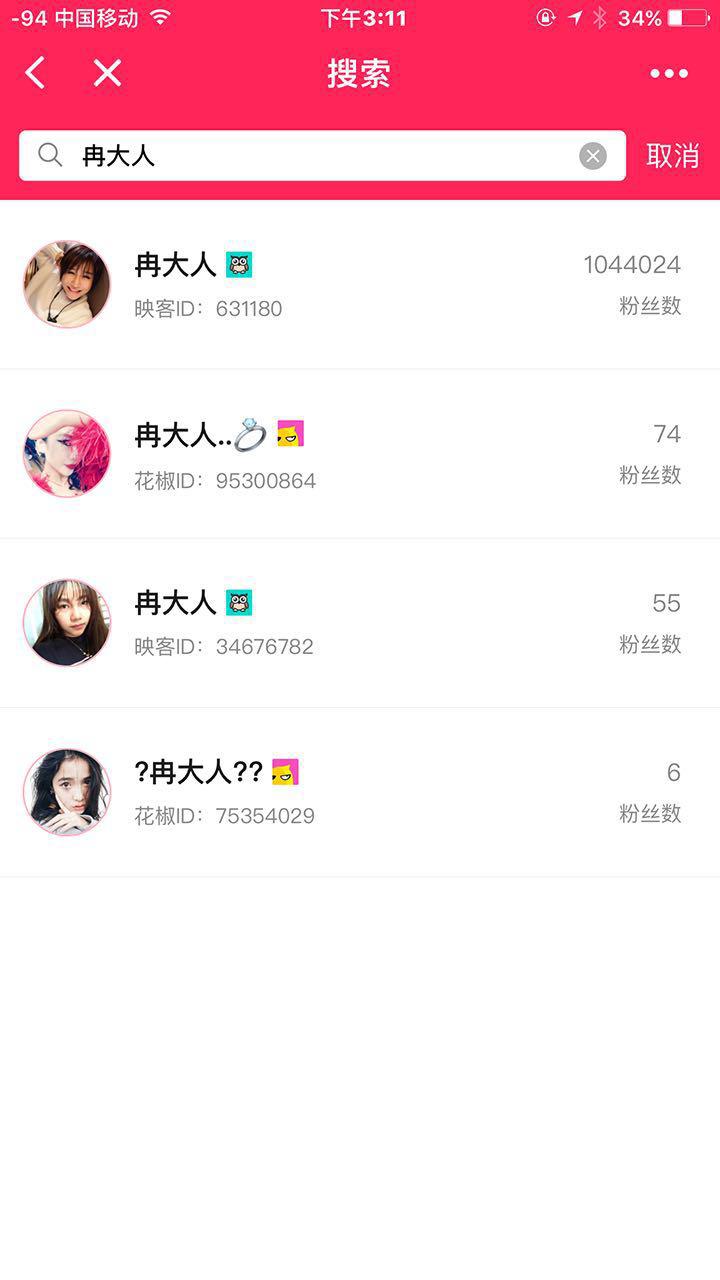 -94 中国移动 下午3:11 34%
搜索
冉大人 取消
冉大人 1044024
映客ID：631180 粉丝数
冉大人..💍 74
花椒ID：95300864 粉丝数
冉大人 55
映客ID：34676782 粉丝数
?冉大人?? 6
花椒ID：75354029 粉丝数